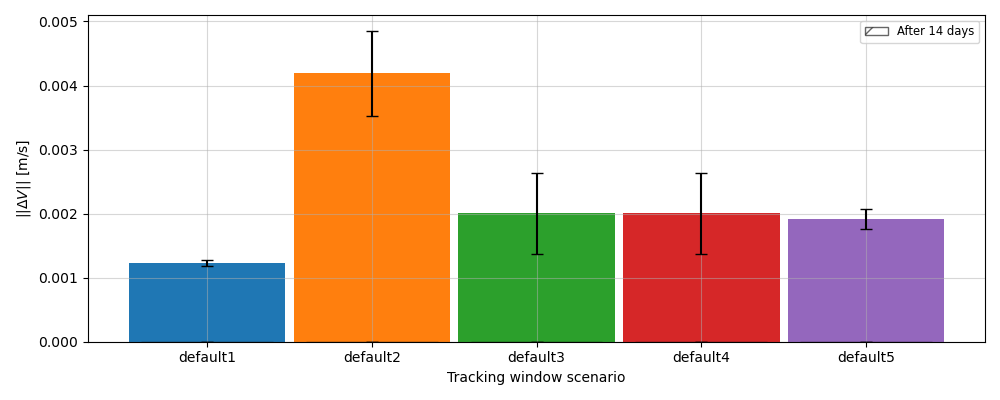 0.005
0.004
0.003
0.002
0.001
0.000
||ΔV|| [m/s]
After 14 days
default1 default2 default3 default4 default5
Tracking window scenario